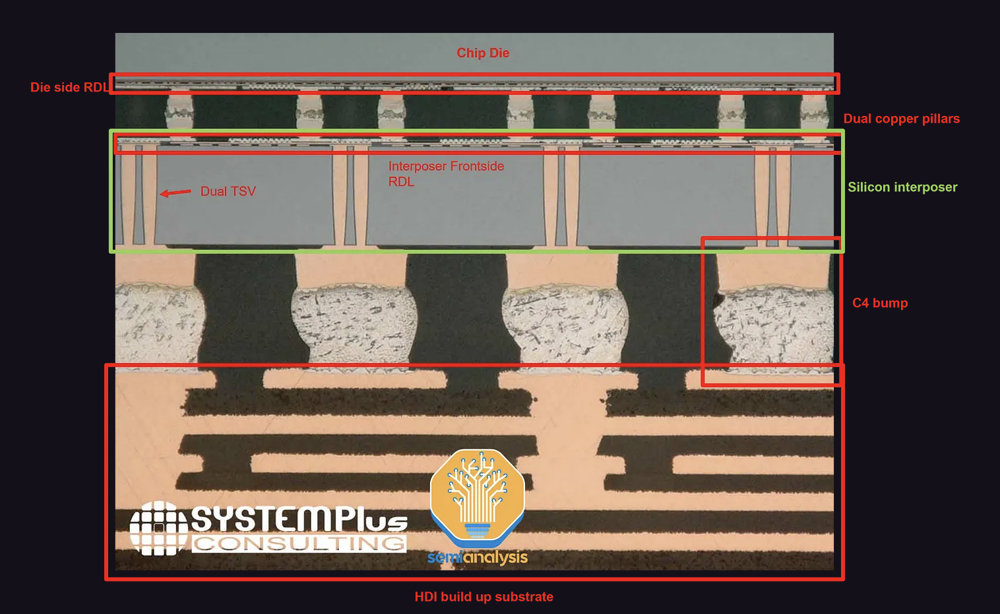 Chip Die
Die side RDL
Dual copper pillars
Interposer Frontside
RDL
Dual TSV
Silicon interposer
C4 bump
SYSTEMPlus
CONSULTING
semianalysis
HDI build up substrate